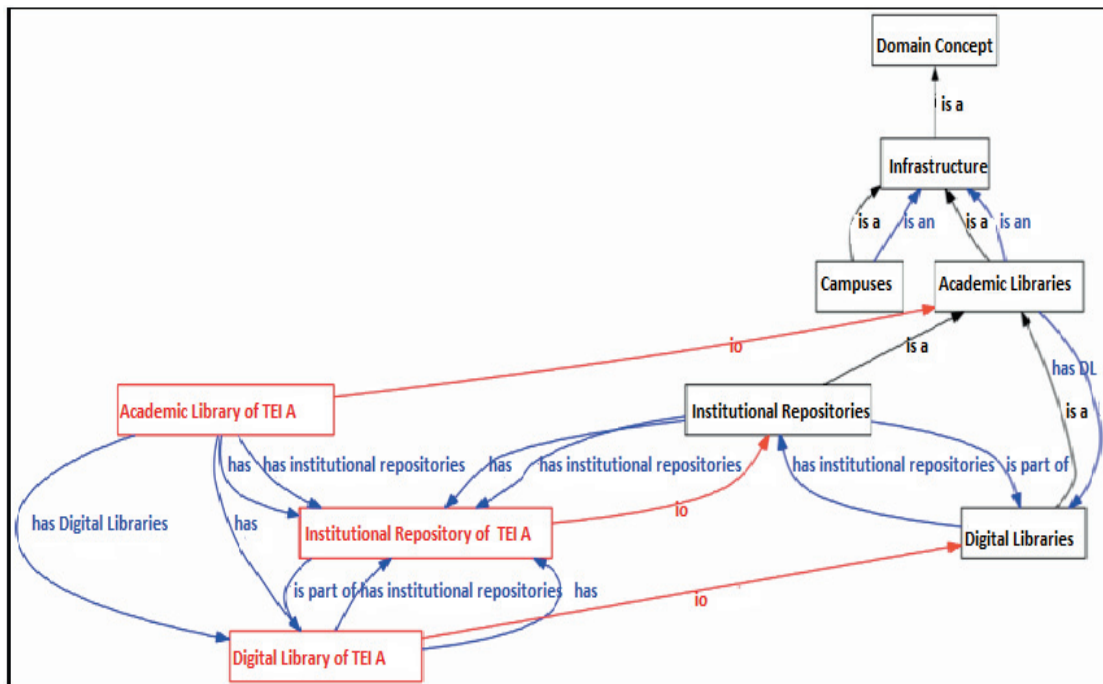 Domain Concept
is a
Infrastructure
is a
is an
is a
is an
Campuses
Academic Libraries
io
is a
has DL
Academic Library of TEI A
Institutional Repositories
is a
has
has institutional repositories
has
has institutional repositories
has institutional repositories
is part of
has Digital Libraries
has
Institutional Repository of TEI A
io
Digital Libraries
is part of
has institutional repositories
has
io
Digital Library of TEI A